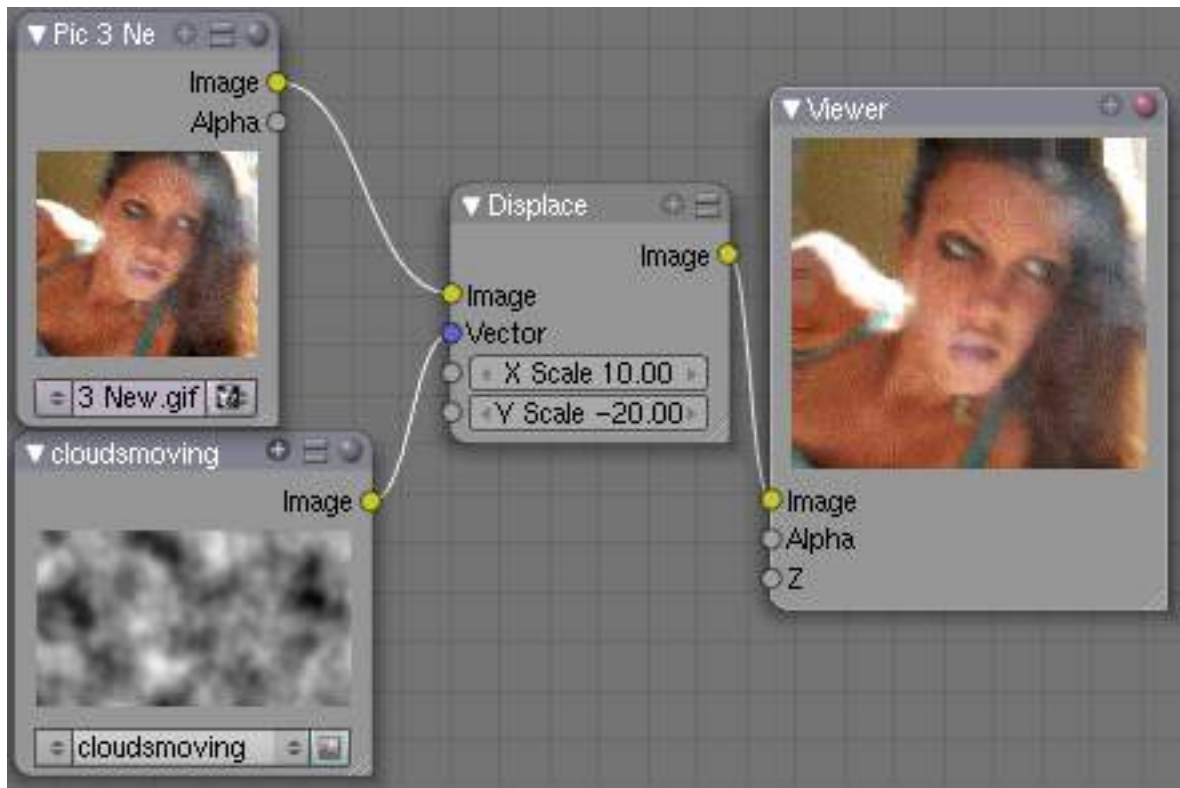 Pic 3 Ne
Image
Alpha
3 New.gif
cloudsmoving
Image
cloudsmoving
Displace
Image
Image
Vector
X Scale 10.00
Y Scale -20.00
Viewer
Image
Alpha
Z